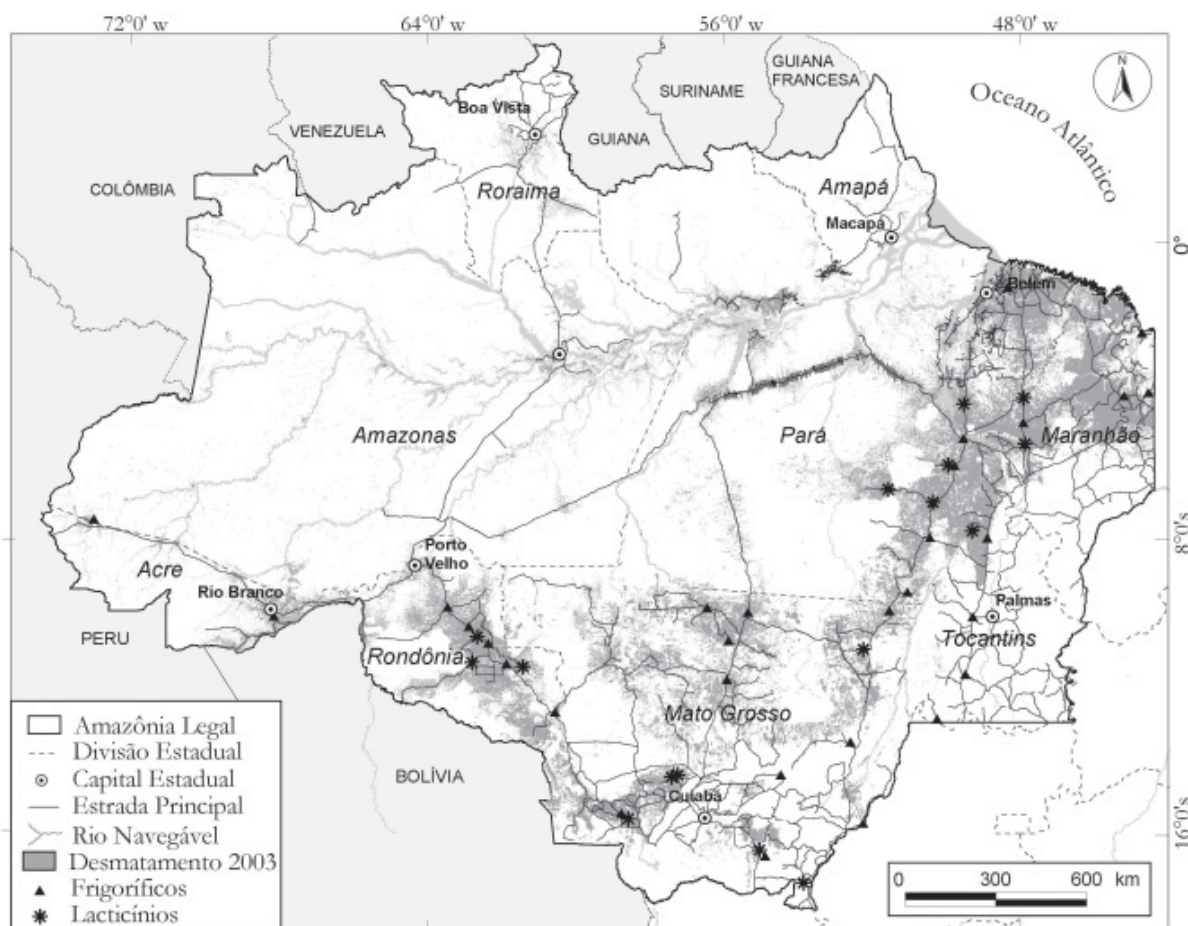 72°0' w 64°0' w 56°0' w 48°0' w
GUIANA
FRANCESA
N
SURINAME
Oceano Atlântico
Boa Vista
VENEZUELA
GUIANA
COLÔMBIA
Roraima
Amapá
Macapá
0°
Belém
Amazonas
Pará
Maranhão
8°0'
Porto
Velho
Acre
Rio Branco
Palmas
PERU
Tocantins
Rondônia
Mato Grosso
BOLÍVIA
Cuiabá
16°0's
Amazônia Legal
Divisão Estadual
Capital Estadual
Estrada Principal
Rio Navegável
Desmatamento 2003
Frigoríficos
Lacticínios
0 300 600 km